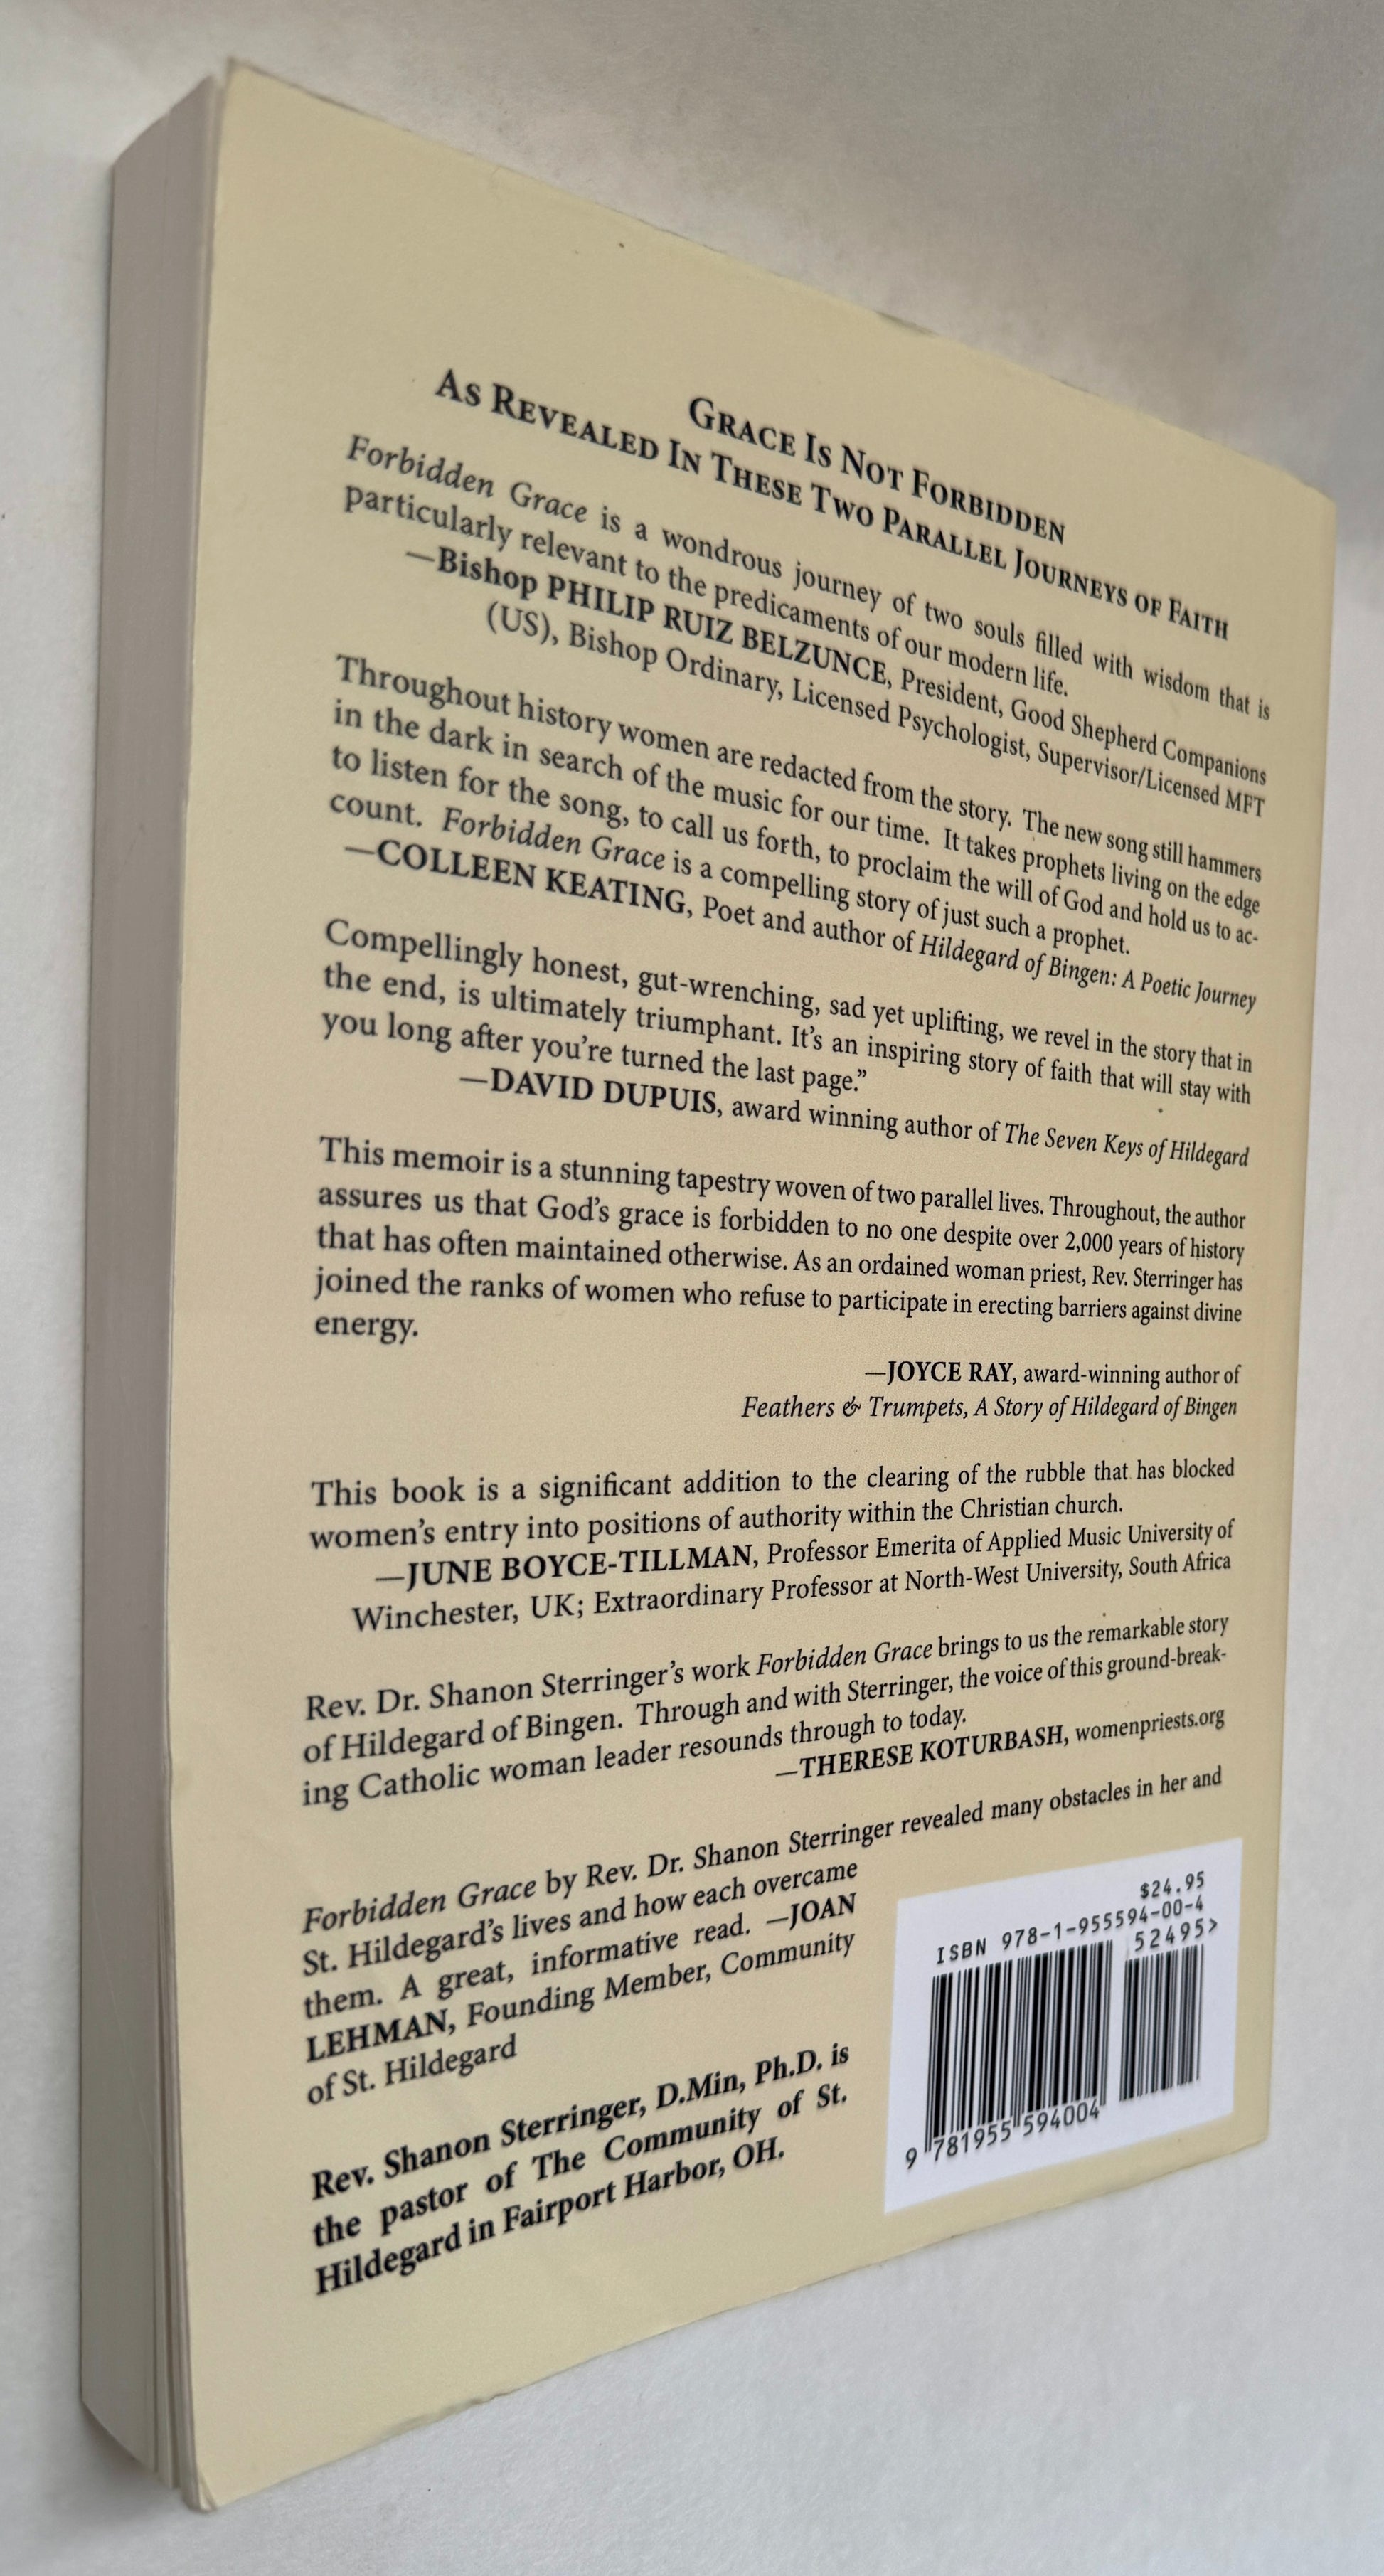 GRACE IS NOT FORBIDDEN
AS REVEALED IN THESE TWO PARALLEL JOURNEYS OF FAITH
Forbidden Grace is a wondrous journey of two souls filled with wisdom that is
particularly relevant to the predicaments of our modern life.
—Bishop PHILIP RUIZ BELZUNCE, President, Good Shepherd Companions
(US), Bishop Ordinary, Licensed Psychologist, Supervisor/Licensed MFT
Throughout history women are redacted from the story. The new song still hammers
in the dark in search of the music for our time. It takes prophets living on the edge
to listen for the song, to call us forth, to proclaim the will of God and hold us to ac-
count. Forbidden Grace is a compelling story of just such a prophet.
—COLLEEN KEATING, Poet and author of Hildegard of Bingen: A Poetic Journey
Compellingly honest, gut-wrenching, sad yet uplifting, we revel in the story that in
the end, is ultimately triumphant. It's an inspiring story of faith that will stay with
you long after you're turned the last page."
—DAVID DUPUIS, award winning author of The Seven Keys of Hildegard
This memoir is a stunning tapestry woven of two parallel lives. Throughout, the author
assures us that God's grace is forbidden to no one despite over 2,000 years of history
that has often maintained otherwise. As an ordained woman priest, Rev. Sterringer has
joined the ranks of women who refuse to participate in erecting barriers against divine
energy.
—JOYCE RAY, award-winning author of
Feathers & Trumpets, A Story of Hildegard of Bingen
This book is a significant addition to the clearing of the rubble that has blocked
women's entry into positions of authority within the Christian church.
—JUNE BOYCE-TILLMAN, Professor Emerita of Applied Music University of
Winchester, UK; Extraordinary Professor at North-West University, South Africa
Rev. Dr. Shanon Sterringer's work Forbidden Grace brings to us the remarkable story
of Hildegard of Bingen. Through and with Sterringer, the voice of this ground-break-
ing Catholic woman leader resounds through to today.
—THERESE KOTURBASH, womenpriests.org
Forbidden Grace by Rev. Dr. Shanon Sterringer revealed many obstacles in her and
St. Hildegard's lives and how each overcame
them. A great, informative read. —JOAN
LEHMAN, Founding Member, Community
of St. Hildegard
Rev. Shanon Sterringer, D.Min, Ph.D. is
the pastor of The Community of St.
Hildegard in Fairport Harbor, OH.
$24.95
ISBN 978-1-955594-00-4
52495>
9 781955 594004